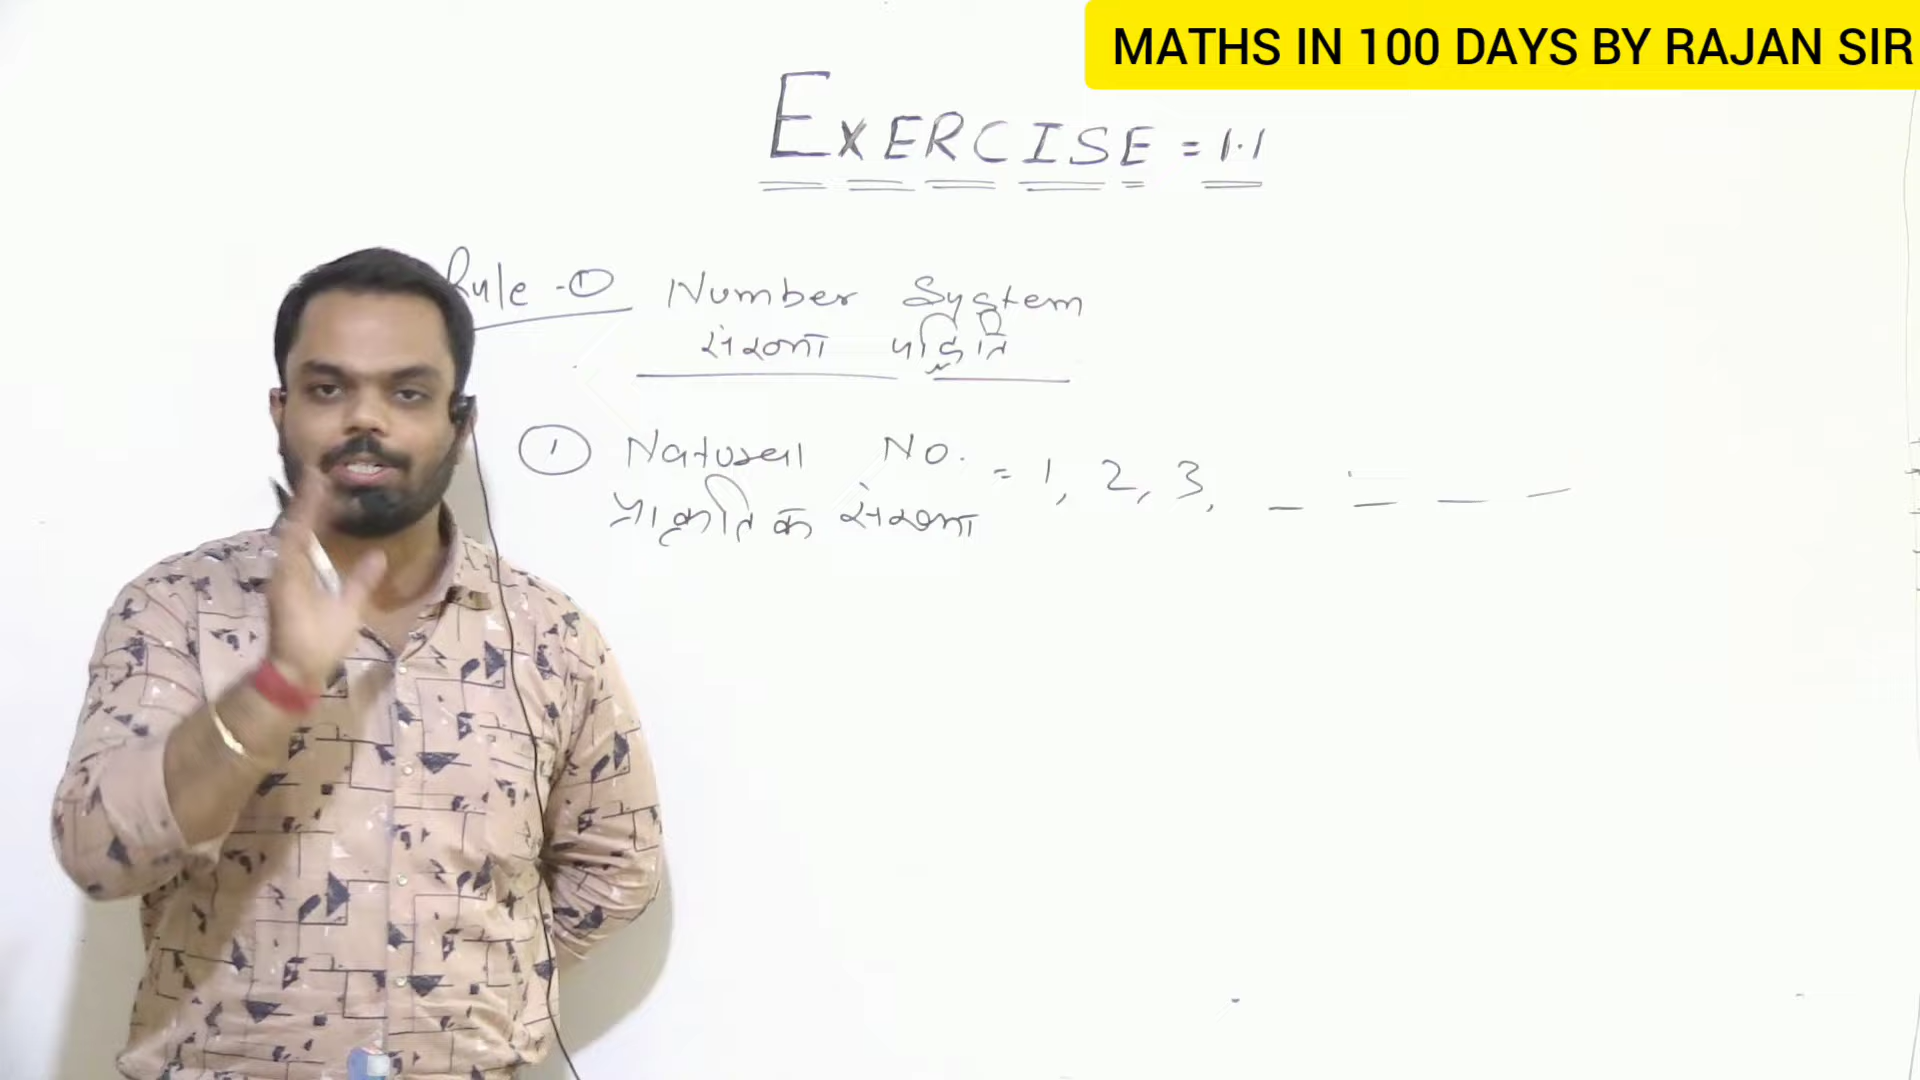 MATHS IN 100 DAYS BY RAJAN SIR
EXERCISE = 1.1
Rule - ① Number System
संख्या पद्धति
① Natural No. = 1, 2, 3, _ _ _ _
प्राकृतिक संख्या